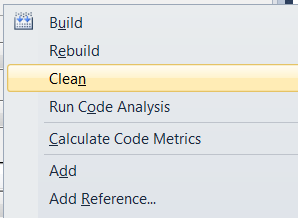 Build
Rebuild
Clean
Run Code Analysis
Calculate Code Metrics
Add
Add Reference...